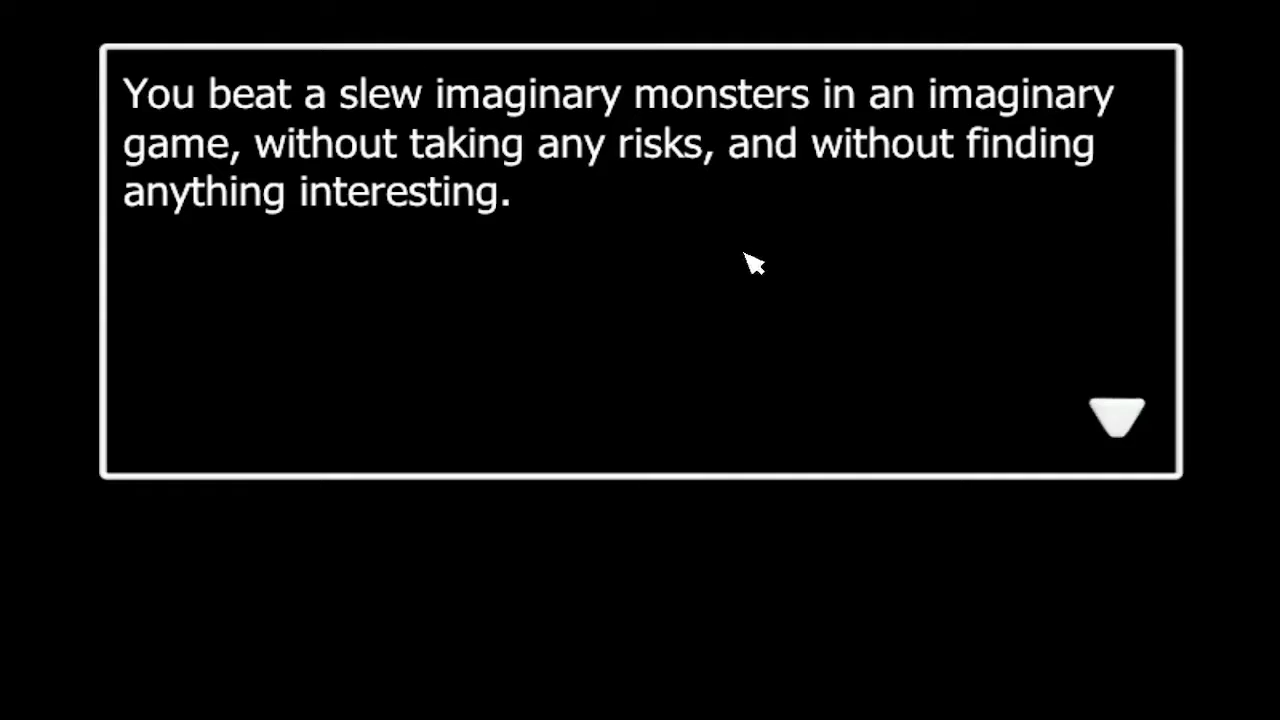 You beat a slew imaginary monsters in an imaginary
game, without taking any risks, and without finding
anything interesting.